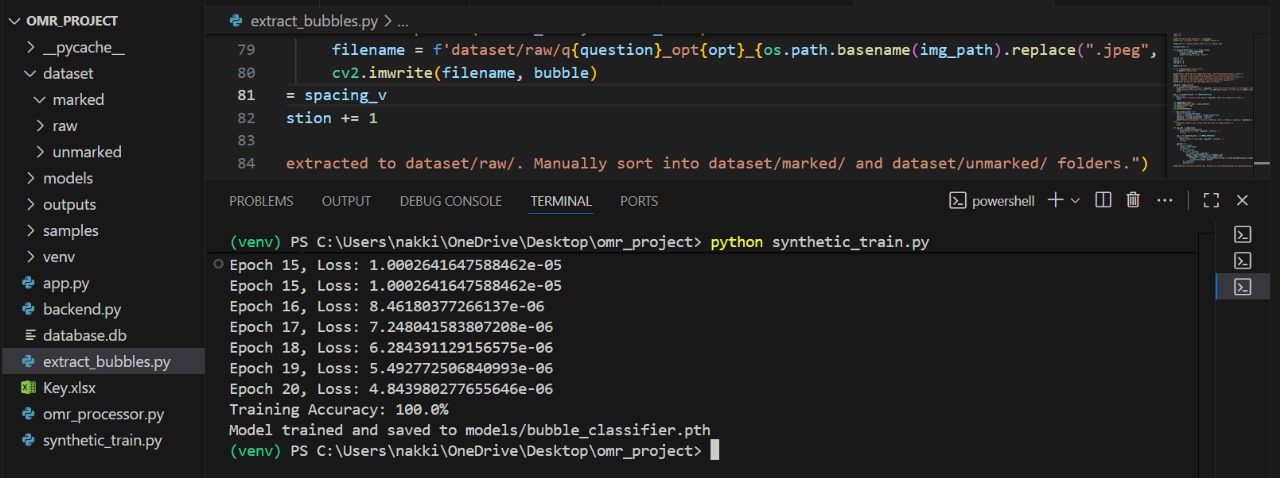 OMR_PROJECT
__pycache__
dataset
marked
raw
unmarked
models
outputs
samples
venv
app.py
backend.py
database.db
extract_bubbles.py
Key.xlsx
omr_processor.py
synthetic_train.py
extract_bubbles.py > ...
79 filename = f'dataset/raw/q{question}_opt{opt}_{os.path.basename(img_path).replace(".jpeg",
80 cv2.imwrite(filename, bubble)
81 = spacing_v
82 stion += 1
83
84 extracted to dataset/raw/. Manually sort into dataset/marked/ and dataset/unmarked/ folders.")
PROBLEMS OUTPUT DEBUG CONSOLE TERMINAL PORTS powershell
(venv) PS C:\Users\nakki\OneDrive\Desktop\omr_project> python synthetic_train.py
Epoch 15, Loss: 1.0002641647588462e-05
Epoch 15, Loss: 1.0002641647588462e-05
Epoch 16, Loss: 8.46180377266137e-06
Epoch 17, Loss: 7.248041583807208e-06
Epoch 18, Loss: 6.284391129156575e-06
Epoch 19, Loss: 5.492772506840993e-06
Epoch 20, Loss: 4.843980277655646e-06
Training Accuracy: 100.0%
Model trained and saved to models/bubble_classifier.pth
(venv) PS C:\Users\nakki\OneDrive\Desktop\omr_project>